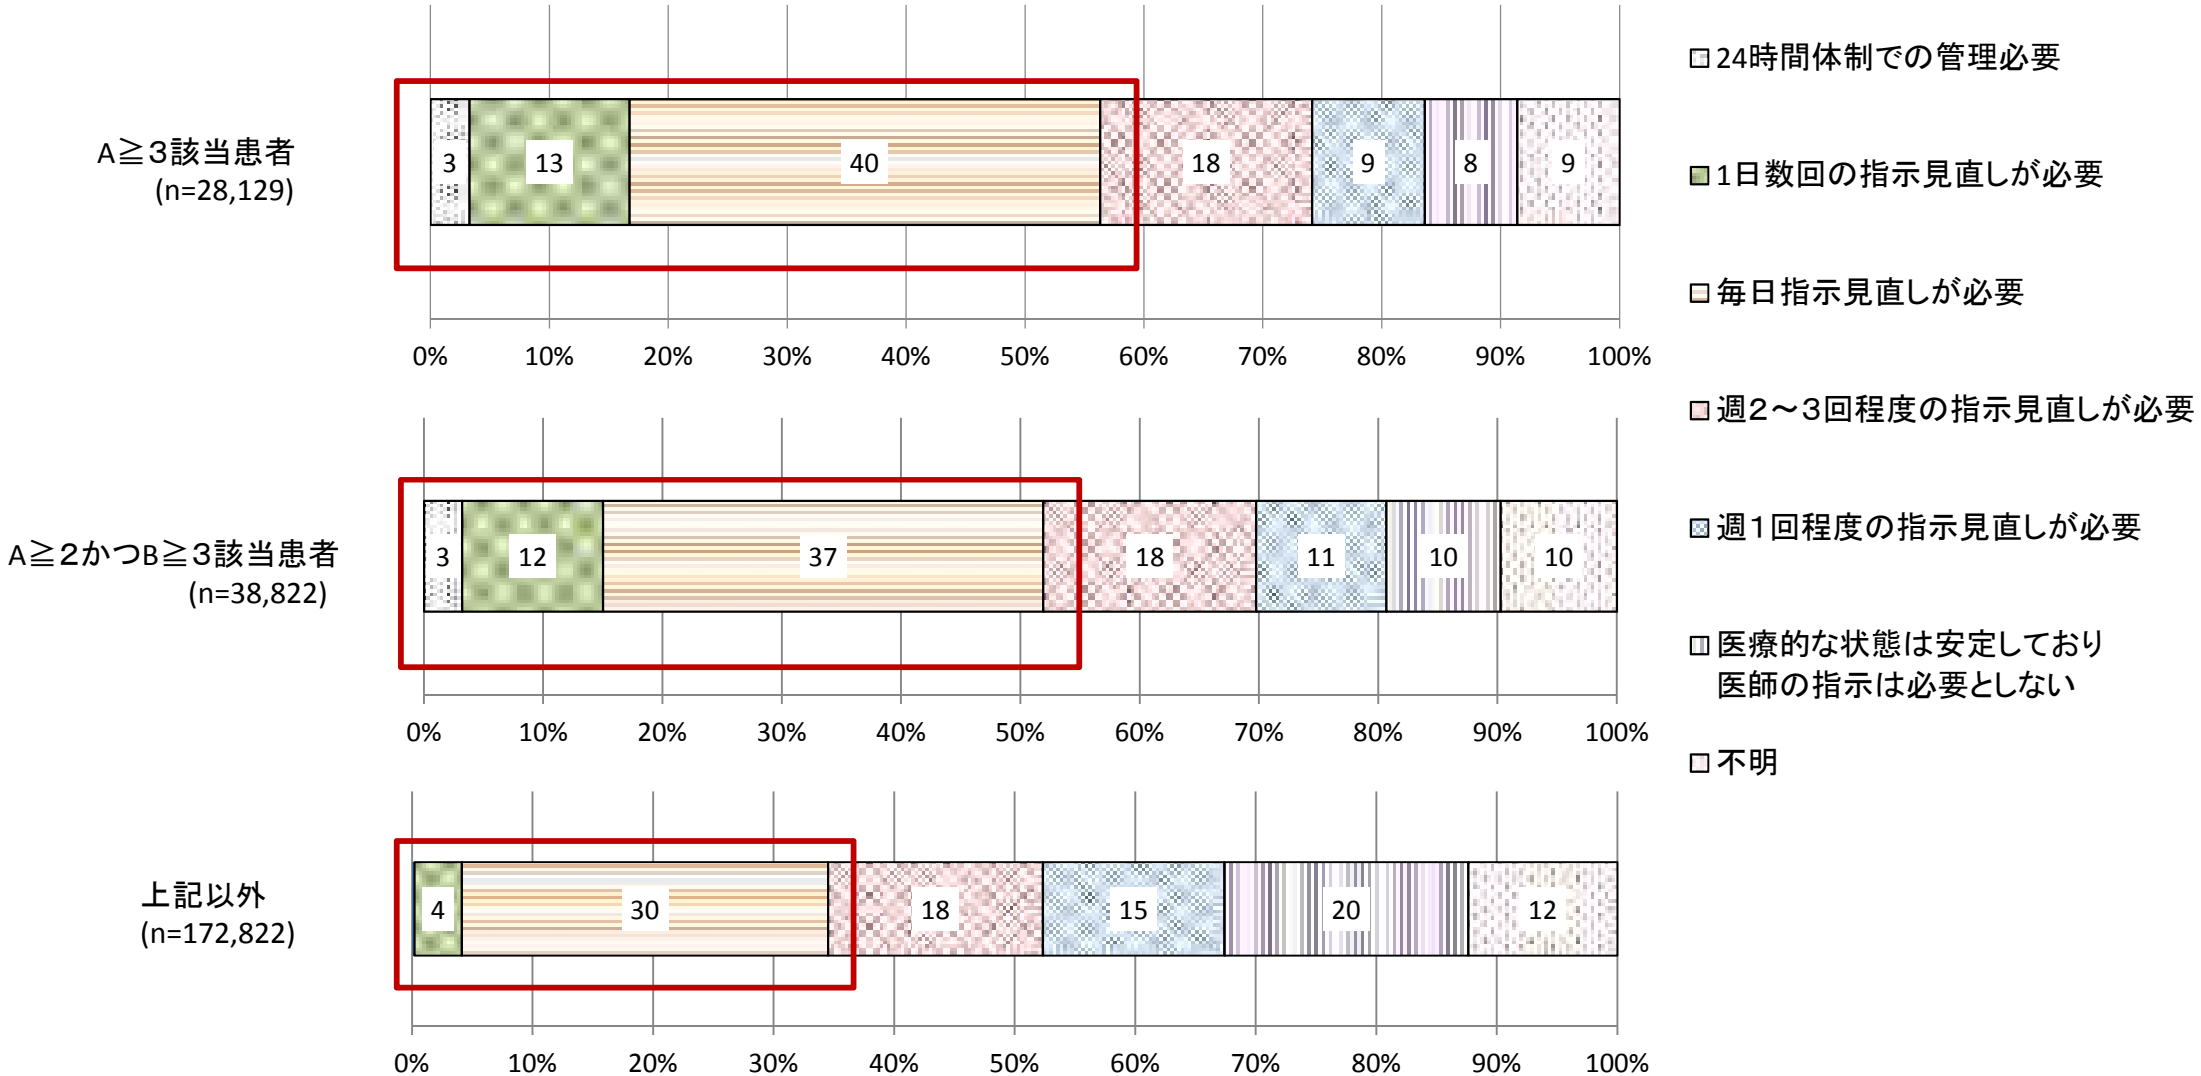 A≧３該当患者
(n=28,129)
3 13 40 18 9 8 9
0% 10% 20% 30% 40% 50% 60% 70% 80% 90% 100%
A≧２かつB≧３該当患者
(n=38,822)
3 12 37 18 11 10 10
0% 10% 20% 30% 40% 50% 60% 70% 80% 90% 100%
上記以外
(n=172,822)
4 30 18 15 20 12
0% 10% 20% 30% 40% 50% 60% 70% 80% 90% 100%
24時間体制での管理必要
1日数回の指示見直しが必要
毎日指示見直しが必要
週２～３回程度の指示見直しが必要
週１回程度の指示見直しが必要
医療的な状態は安定しており
医師の指示は必要としない
不明